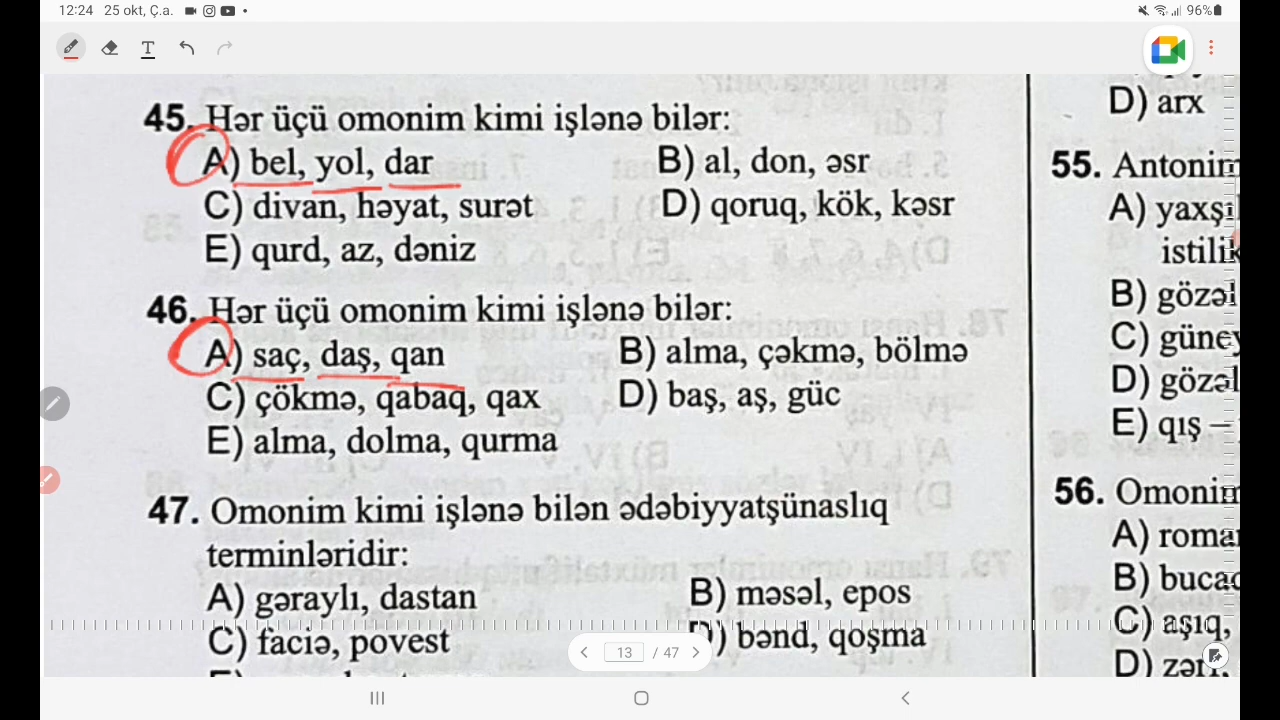 12:24 25 okt, Ç.a.
96%
T
45. Hər üçü omonim kimi işlənə bilər:
A) bel, yol, dar
B) al, don, əsr
C) divan, həyat, surət
D) qoruq, kök, kəsr
E) qurd, az, dəniz
46. Hər üçü omonim kimi işlənə bilər:
A) saç, daş, qan
B) alma, çəkmə, bölmə
C) çökmə, qabaq, qax
D) baş, aş, güc
E) alma, dolma, qurma
47. Omonim kimi işlənə bilən ədəbiyyatşünaslıq
terminləridir:
A) gəraylı, dastan
B) məsəl, epos
C) faciə, povest
D) bənd, qoşma
D) arx
55. Antonim
A) yaxşıl
istilik
B) gözəl
C) güney
D) gözəl
E) qış –
56. Omonim
A) roman
B) bucaq
C) aşıq,
D) zər,
13 / 47